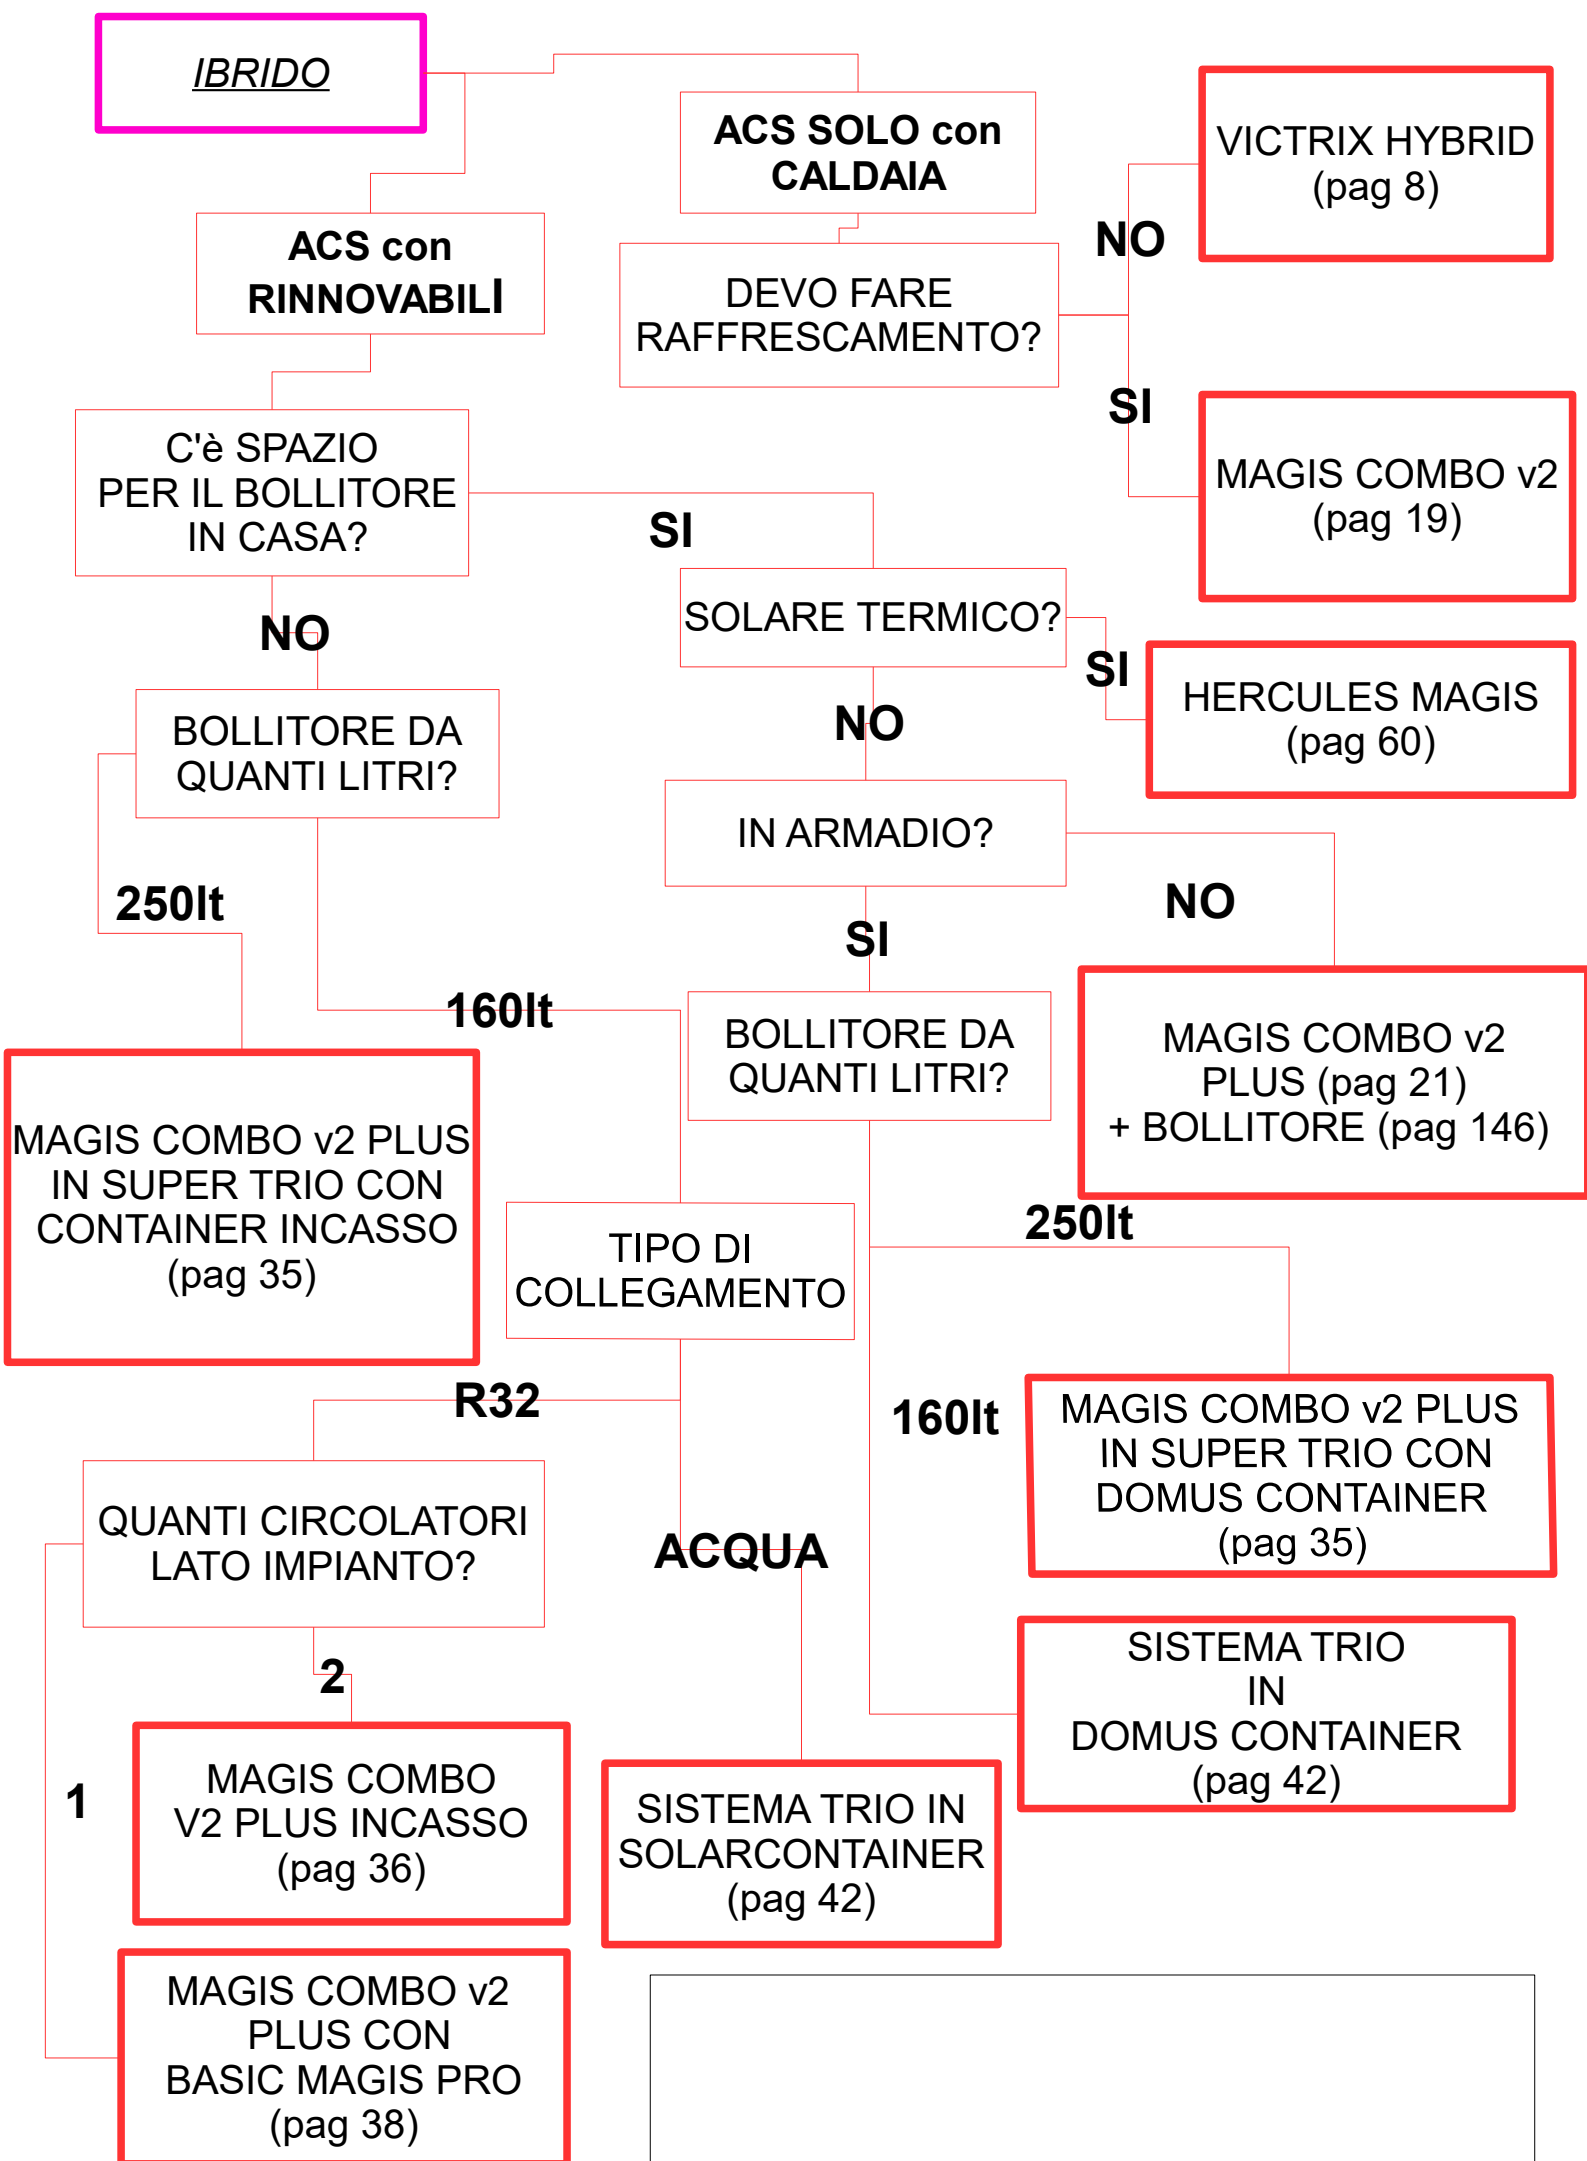 IBRIDO
ACS SOLO con
CALDAIA
VICTRIX HYBRID
(pag 8)
ACS con
RINNOVABILI
NO
DEVO FARE
RAFFRESCAMENTO?
SI
MAGIS COMBO v2
(pag 19)
C'è SPAZIO
PER IL BOLLITORE
IN CASA?
SI
SOLARE TERMICO?
NO
SI
HERCULES MAGIS
(pag 60)
BOLLITORE DA
QUANTI LITRI?
NO
IN ARMADIO?
250lt
NO
SI
160lt
BOLLITORE DA
QUANTI LITRI?
MAGIS COMBO v2
PLUS (pag 21)
+ BOLLITORE (pag 146)
MAGIS COMBO v2 PLUS
IN SUPER TRIO CON
CONTAINER INCASSO
(pag 35)
250lt
TIPO DI
COLLEGAMENTO
R32
160lt
MAGIS COMBO v2 PLUS
IN SUPER TRIO CON
DOMUS CONTAINER
(pag 35)
QUANTI CIRCOLATORI
LATO IMPIANTO?
ACQUA
2
SISTEMA TRIO
IN
DOMUS CONTAINER
(pag 42)
1
MAGIS COMBO
V2 PLUS INCASSO
(pag 36)
SISTEMA TRIO IN
SOLARCONTAINER
(pag 42)
MAGIS COMBO v2
PLUS CON
BASIC MAGIS PRO
(pag 38)